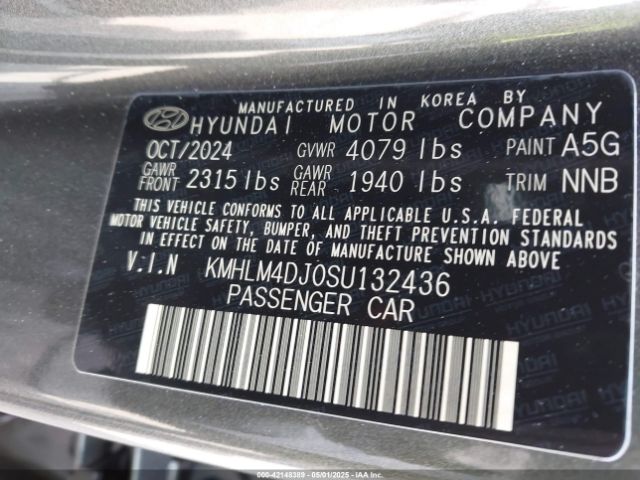 MANUFACTURED IN KOREA BY
HYUNDAI MOTOR COMPANY
OCT/2024 GVWR 4079 lbs PAINT A5G
GAWR FRONT 2315 lbs GAWR REAR 1940 lbs TRIM NNB
THIS VEHICLE CONFORMS TO ALL APPLICABLE U.S.A. FEDERAL
MOTOR VEHICLE SAFETY, BUMPER, AND THEFT PREVENTION STANDARDS
IN EFFECT ON THE DATE OF MANUFACTURE SHOWN ABOVE.
V.I.N KMHLM4DJ0SU132436
PASSENGER CAR
000-42148389 - 05/01/2025 - IAAI.COM